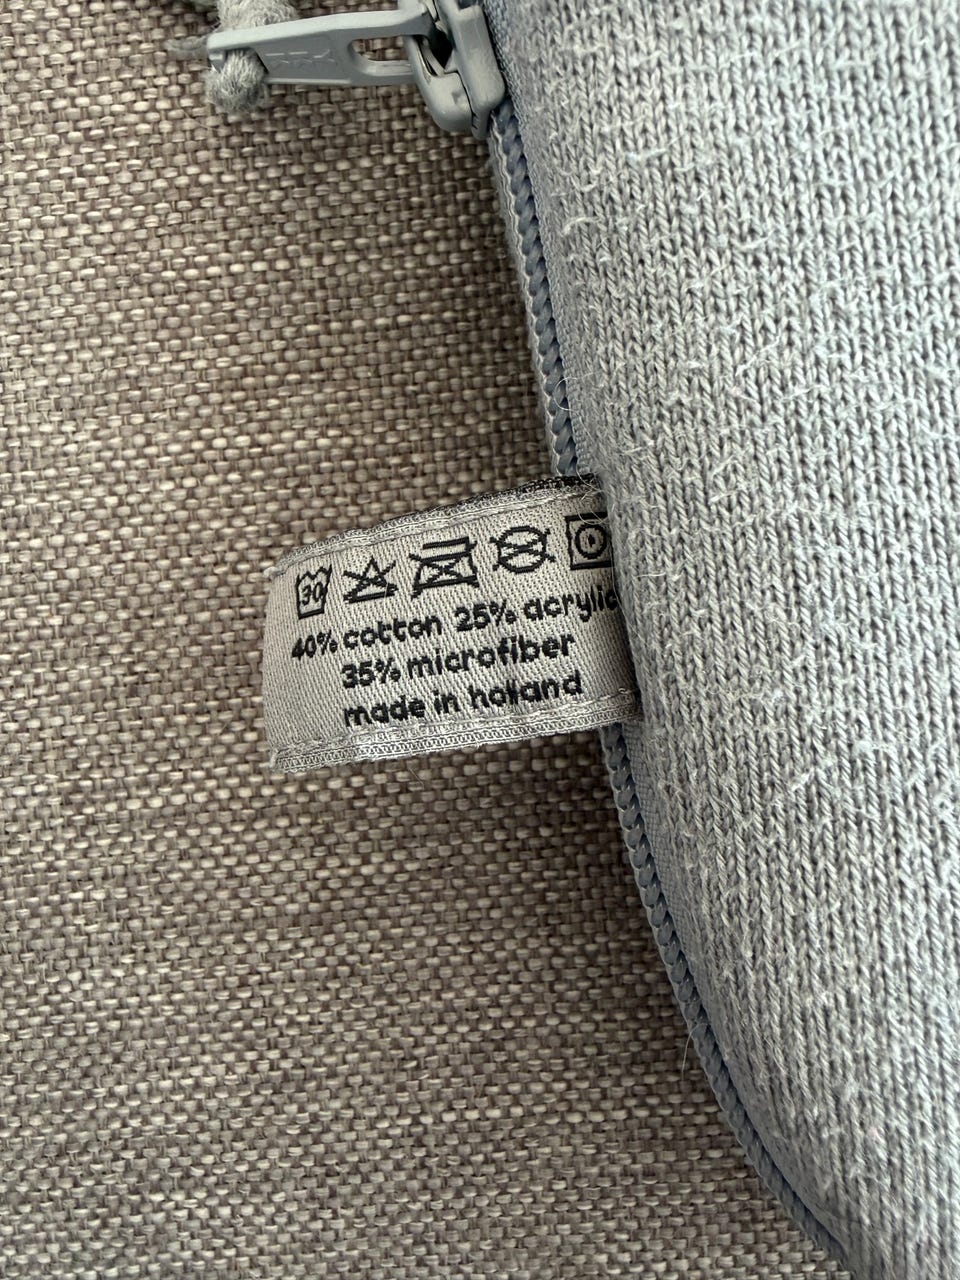 30
40% cotton 25% acrylic
35% microfiber
made in holland